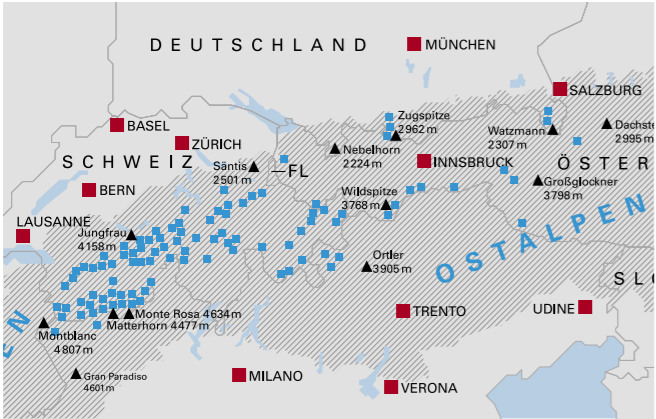 DEUTSCHLAND
MÜNCHEN
SALZBURG
BASEL
Zugspitze
2962 m
Watzmann
2307 m
Dachste
2995 m
ZÜRICH
Nebelhorn
2224 m
SCHWEIZ
Säntis
2501 m
FL
INNSBRUCK
ÖSTER
BERN
Wildspitze
3768 m
Großglockner
3798 m
LAUSANNE
Jungfrau
4158 m
Ortler
3905 m
OSTALPEN
SLO
Monte Rosa 4634 m
Matterhorn 4477 m
TRENTO
UDINE
EN
Montblanc
4807 m
Gran Paradiso
4601 m
MILANO
VERONA